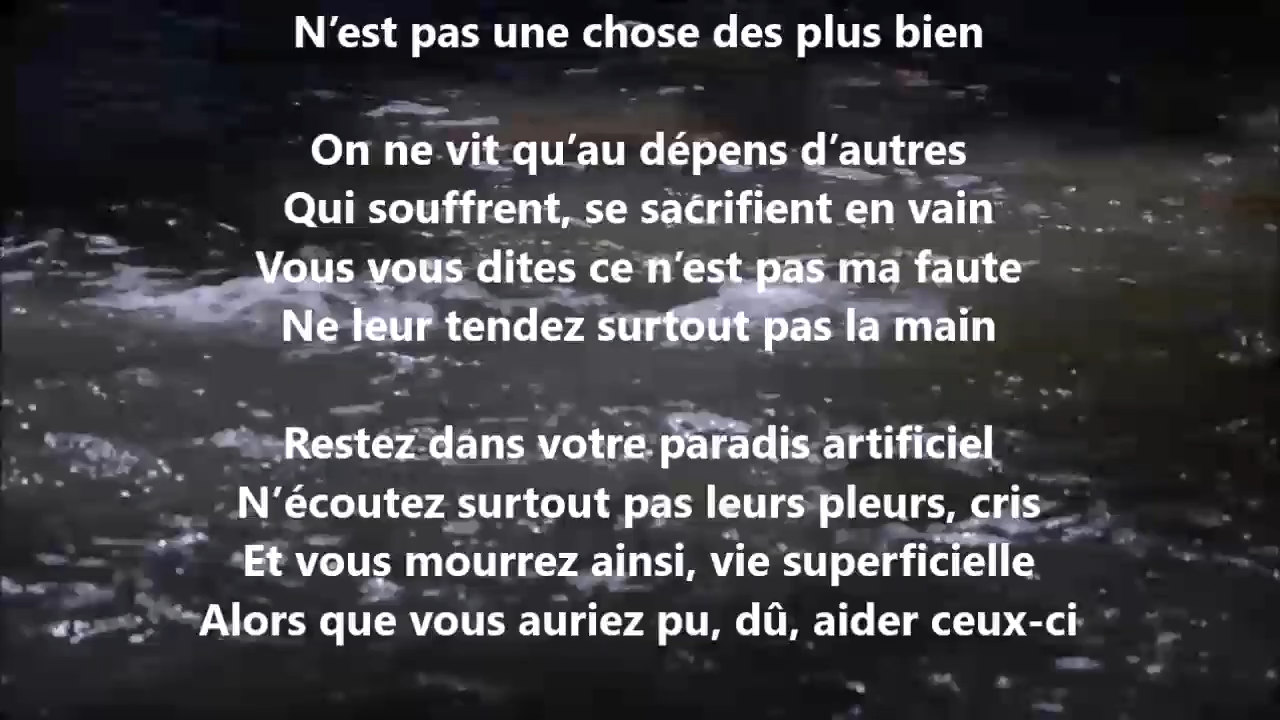 N’est pas une chose des plus bien
On ne vit qu’au dépens d’autres
Qui souffrent, se sacrifient en vain
Vous vous dites ce n’est pas ma faute
Ne leur tendez surtout pas la main
Restez dans votre paradis artificiel
N’écoutez surtout pas leurs pleurs, cris
Et vous mourrez ainsi, vie superficielle
Alors que vous auriez pu, dû, aider ceux-ci